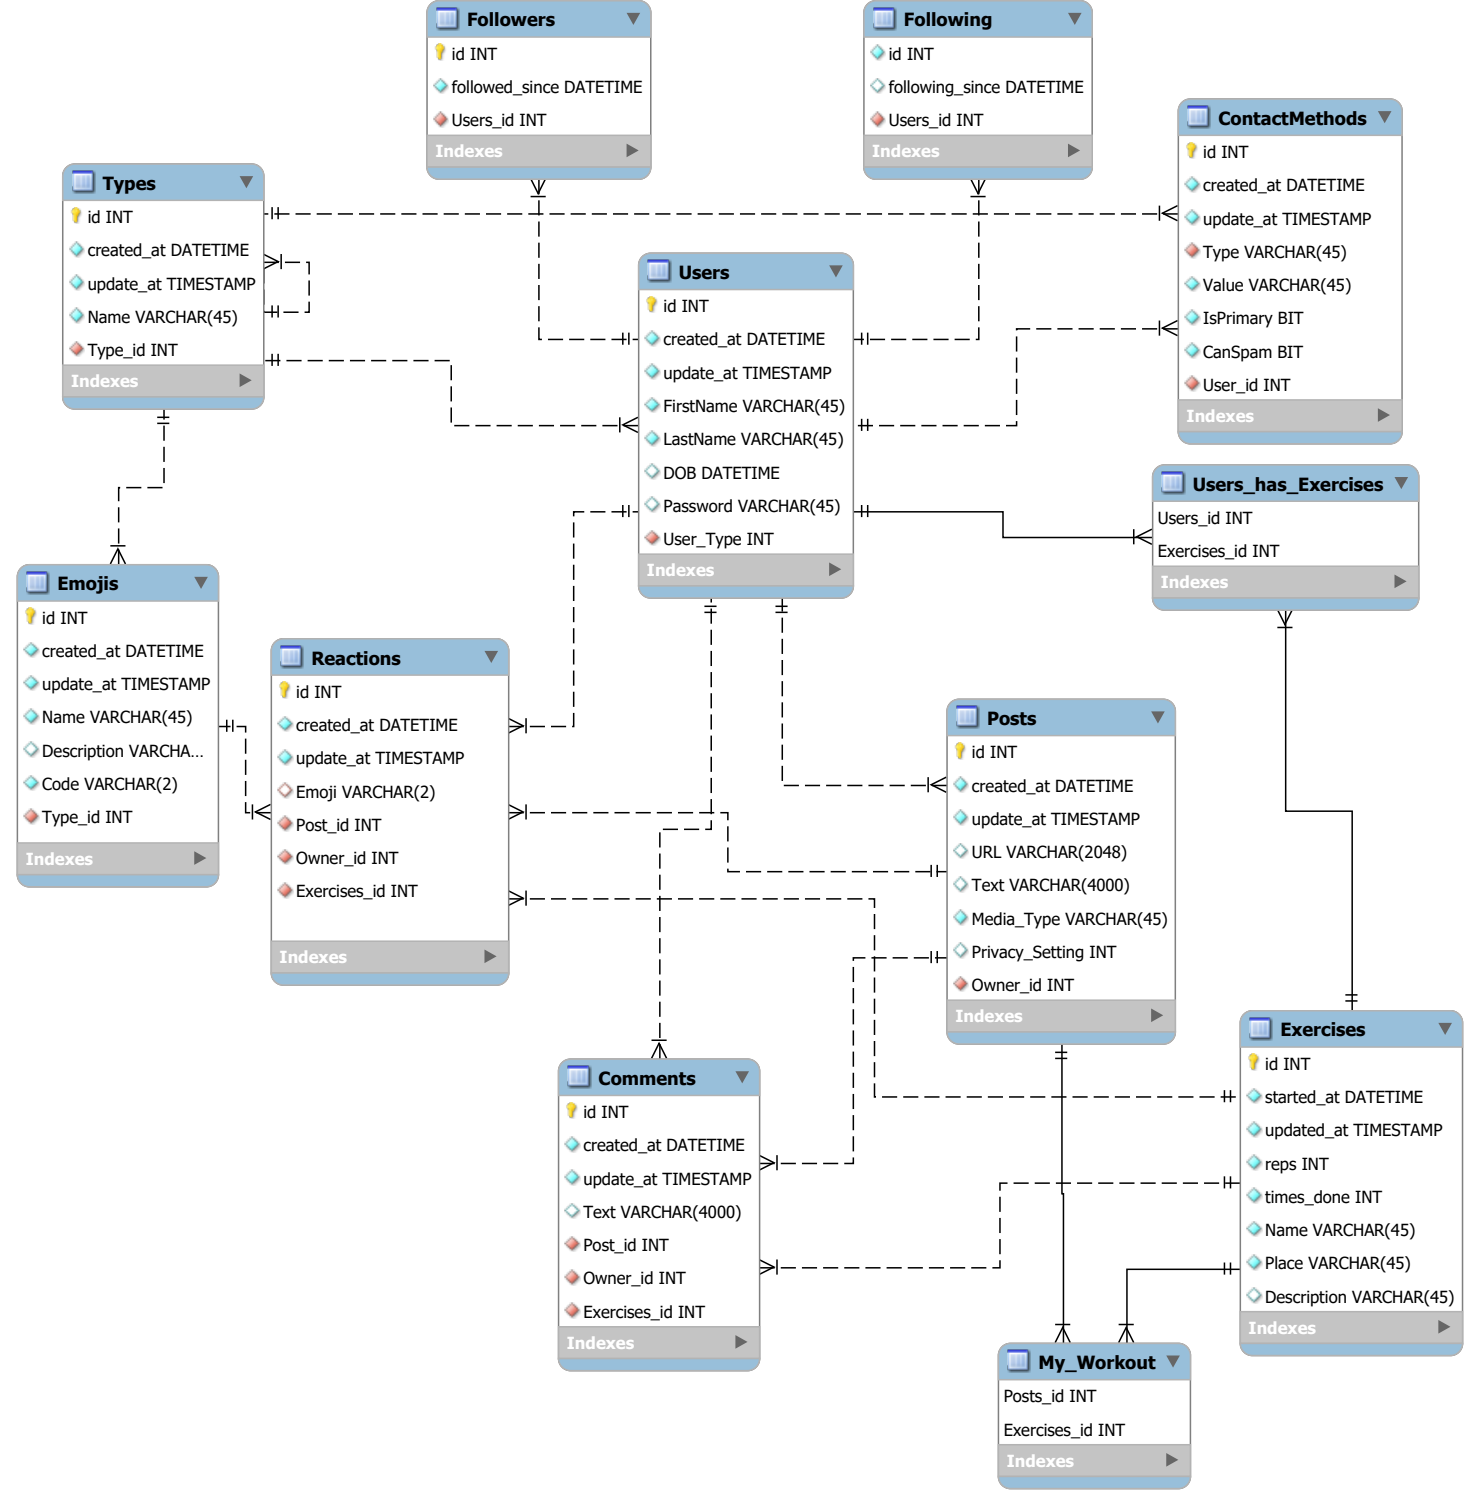 Followers
id INT
followed_since DATETIME
Users_id INT
Indexes
Following
id INT
following_since DATETIME
Users_id INT
Indexes
ContactMethods
id INT
created_at DATETIME
update_at TIMESTAMP
Type VARCHAR(45)
Value VARCHAR(45)
IsPrimary BIT
CanSpam BIT
User_id INT
Indexes
Types
id INT
created_at DATETIME
update_at TIMESTAMP
Name VARCHAR(45)
Type_id INT
Indexes
Users
id INT
created_at DATETIME
update_at TIMESTAMP
FirstName VARCHAR(45)
LastName VARCHAR(45)
DOB DATETIME
Password VARCHAR(45)
User_Type INT
Indexes
Users_has_Exercises
Users_id INT
Exercises_id INT
Indexes
Emojis
id INT
created_at DATETIME
update_at TIMESTAMP
Name VARCHAR(45)
Description VARCHA...
Code VARCHAR(2)
Type_id INT
Indexes
Reactions
id INT
created_at DATETIME
update_at TIMESTAMP
Emoji VARCHAR(2)
Post_id INT
Owner_id INT
Exercises_id INT
Indexes
Posts
id INT
created_at DATETIME
update_at TIMESTAMP
URL VARCHAR(2048)
Text VARCHAR(4000)
Media_Type VARCHAR(45)
Privacy_Setting INT
Owner_id INT
Indexes
Exercises
id INT
started_at DATETIME
updated_at TIMESTAMP
reps INT
times_done INT
Name VARCHAR(45)
Place VARCHAR(45)
Description VARCHAR(45)
Indexes
Comments
id INT
created_at DATETIME
update_at TIMESTAMP
Text VARCHAR(4000)
Post_id INT
Owner_id INT
Exercises_id INT
Indexes
My_Workout
Posts_id INT
Exercises_id INT
Indexes